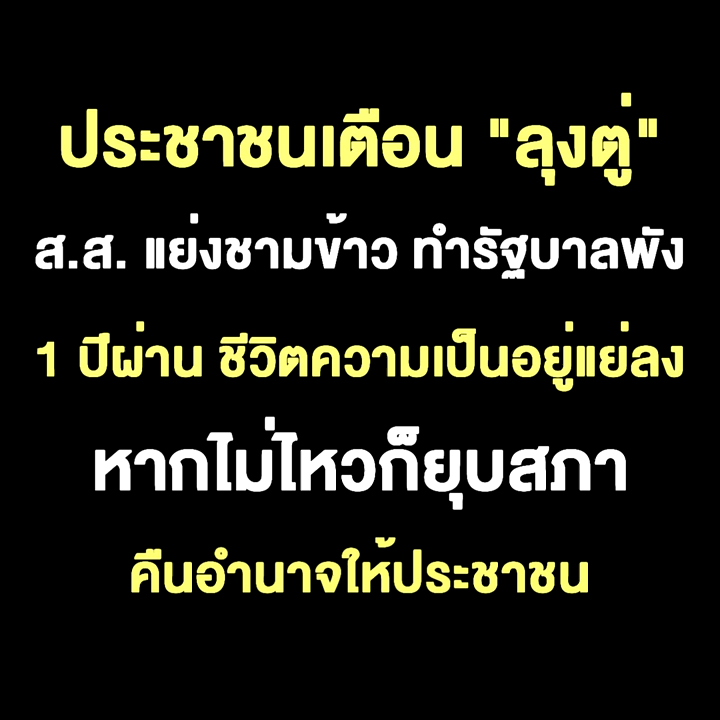 ประชาชนเตือน "ลุงตู่"
ส.ส. แย่งชามข้าว ทำรัฐบาลพัง
1 ปีผ่าน ชีวิตความเป็นอยู่แย่ลง
หากไม่ไหวก็ยุบสภา
คืนอำนาจให้ประชาชน